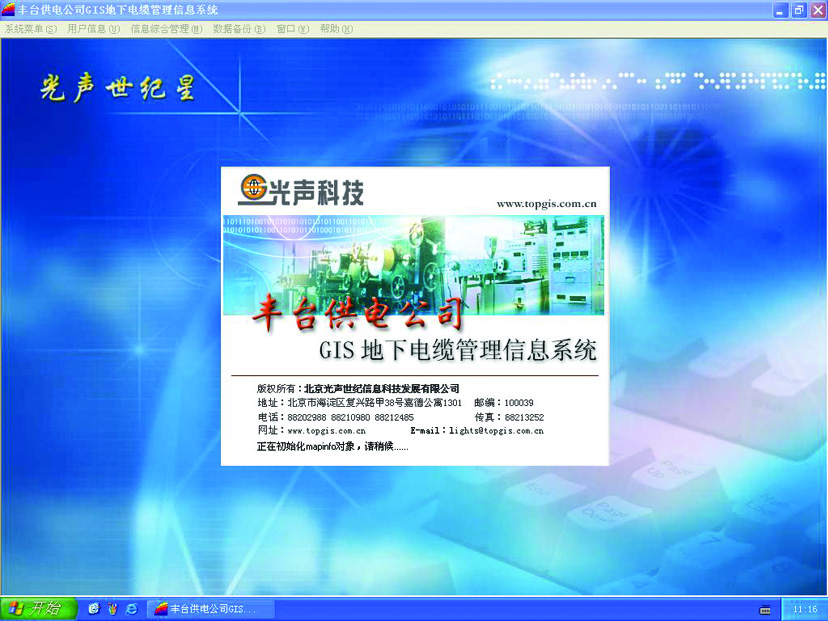 丰台供电公司GIS地下电缆管理信息系统
系统菜单(S) 用户信息(U) 信息综合管理(M) 数据备份(D) 窗口(W) 帮助(H)
光声世纪星
光声科技
www.topgis.com.cn
丰台供电公司
GIS 地下电缆管理信息系统
版权所有：北京光声世纪信息科技发展有限公司
地址：北京市海淀区复兴路甲38号嘉德公寓1301 邮编：100039
电话：88202988 88210980 88212485 传真：88213252
网址：www.topgis.com.cn E-mail：lights@topgis.com.cn
正在初始化mapinfo对象，请稍候......
开始 丰台供电公司GIS... 11:16